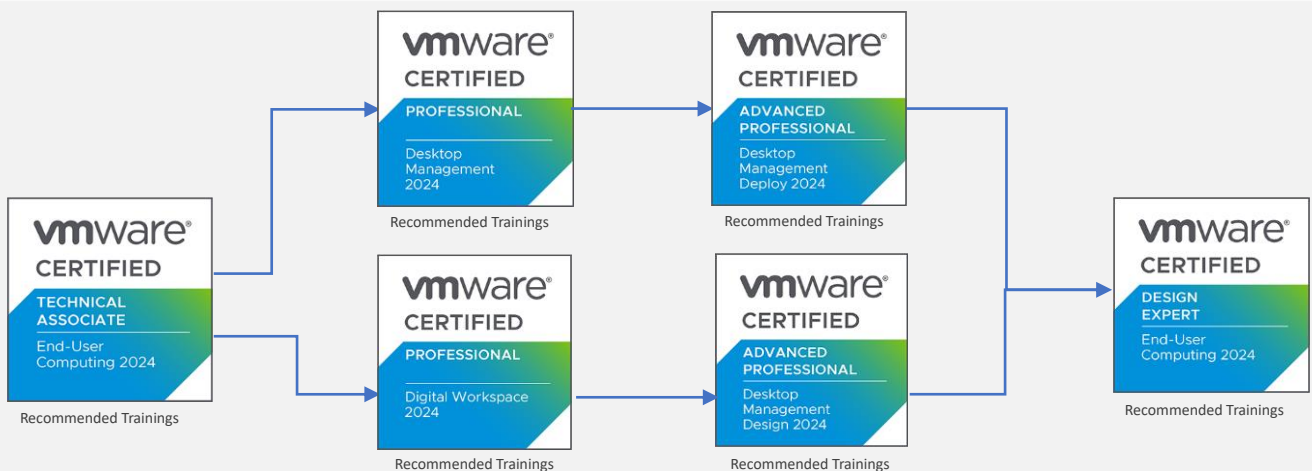 vmware®
CERTIFIED
PROFESSIONAL
Desktop
Management
2024
Recommended Trainings
vmware®
CERTIFIED
ADVANCED
PROFESSIONAL
Desktop
Management
Deploy 2024
Recommended Trainings
vmware®
CERTIFIED
TECHNICAL
ASSOCIATE
End-User
Computing 2024
Recommended Trainings
vmware®
CERTIFIED
PROFESSIONAL
Digital Workspace
2024
Recommended Trainings
vmware®
CERTIFIED
ADVANCED
PROFESSIONAL
Desktop
Management
Design 2024
Recommended Trainings
vmware®
CERTIFIED
DESIGN
EXPERT
End-User
Computing 2024
Recommended Trainings